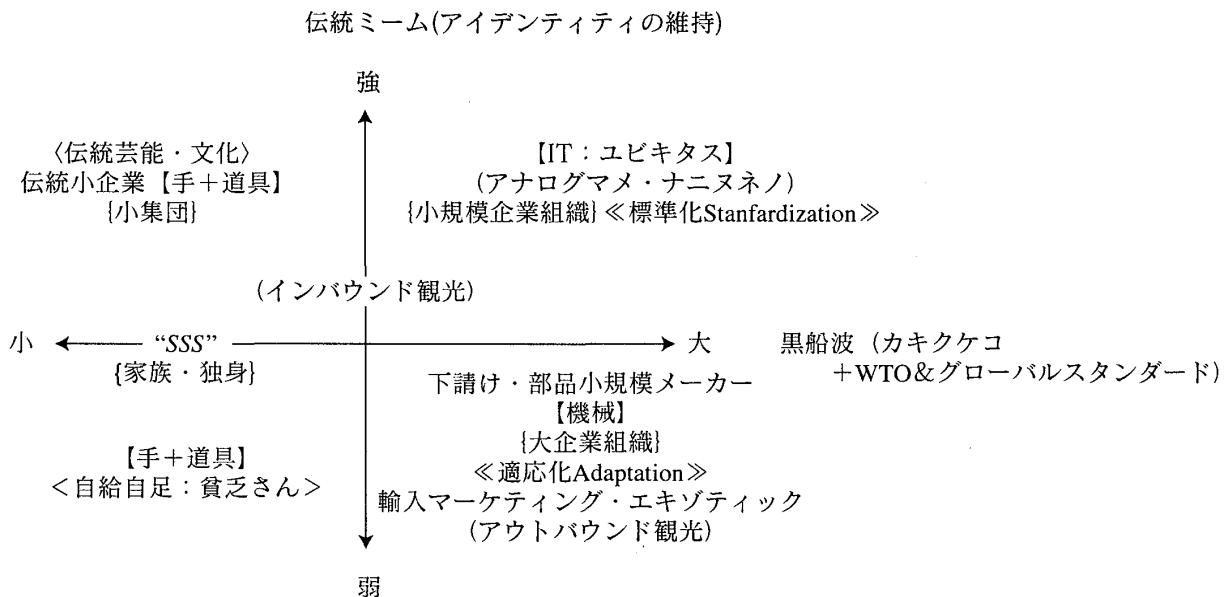 伝統ミーム(アイデンティティの維持)
強
〈伝統芸能・文化〉
伝統小企業【手+道具】
{小集団}
【IT:ユビキタス】
(アナログマメ・ナニヌネノ)
{小規模企業組織}≪標準化Stanfardization≫
(インバウンド観光)
小
“SSS”
大
黒船波(カキクケコ
+WTO&グローバルスタンダード)
{家族・独身}
【手+道具】
<自給自足:貧乏さん>
下請け・部品小規模メーカー
【機械】
{大企業組織}
≪適応化Adaptation≫
輸入マーケティング・エキゾティック
(アウトバウンド観光)
弱